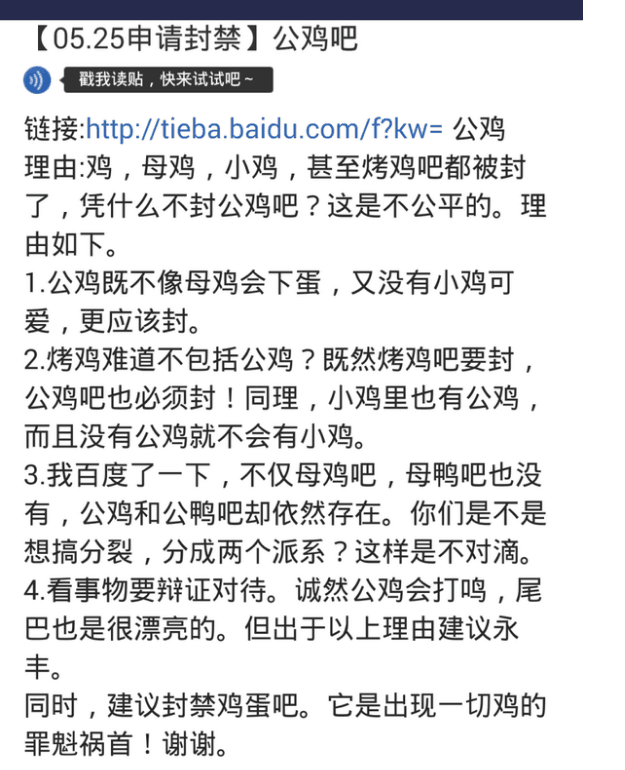 【05.25申请封禁】公鸡吧
戳我读贴，快来试试吧～
链接:http://tieba.baidu.com/f?kw= 公鸡
理由:鸡，母鸡，小鸡，甚至烤鸡吧都被封
了，凭什么不封公鸡吧？这是不公平的。理
由如下。
1.公鸡既不像母鸡会下蛋，又没有小鸡可
爱，更应该封。
2.烤鸡难道不包括公鸡？既然烤鸡吧要封，
公鸡吧也必须封！同理，小鸡里也有公鸡，
而且没有公鸡就不会有小鸡。
3.我百度了一下，不仅母鸡吧，母鸭吧也没
有，公鸡和公鸭吧却依然存在。你们是不是
想搞分裂，分成两个派系？这样是不对滴。
4.看事物要辩证对待。诚然公鸡会打鸣，尾
巴也是很漂亮的。但出于以上理由建议永
丰。
同时，建议封禁鸡蛋吧。它是出现一切鸡的
罪魁祸首！谢谢。